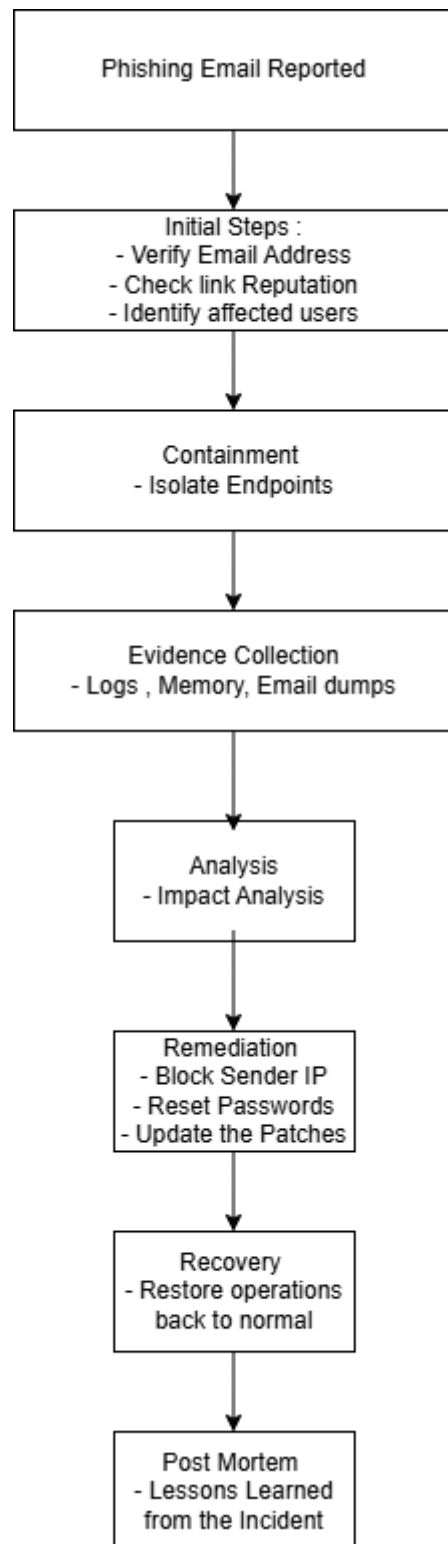 Phishing Email Reported
Initial Steps :
- Verify Email Address
- Check link Reputation
- Identify affected users
Containment
- Isolate Endpoints
Evidence Collection
- Logs , Memory, Email dumps
Analysis
- Impact Analysis
Remediation
- Block Sender IP
- Reset Passwords
- Update the Patches
Recovery
- Restore operations
back to normal
Post Mortem
- Lessons Learned
from the Incident